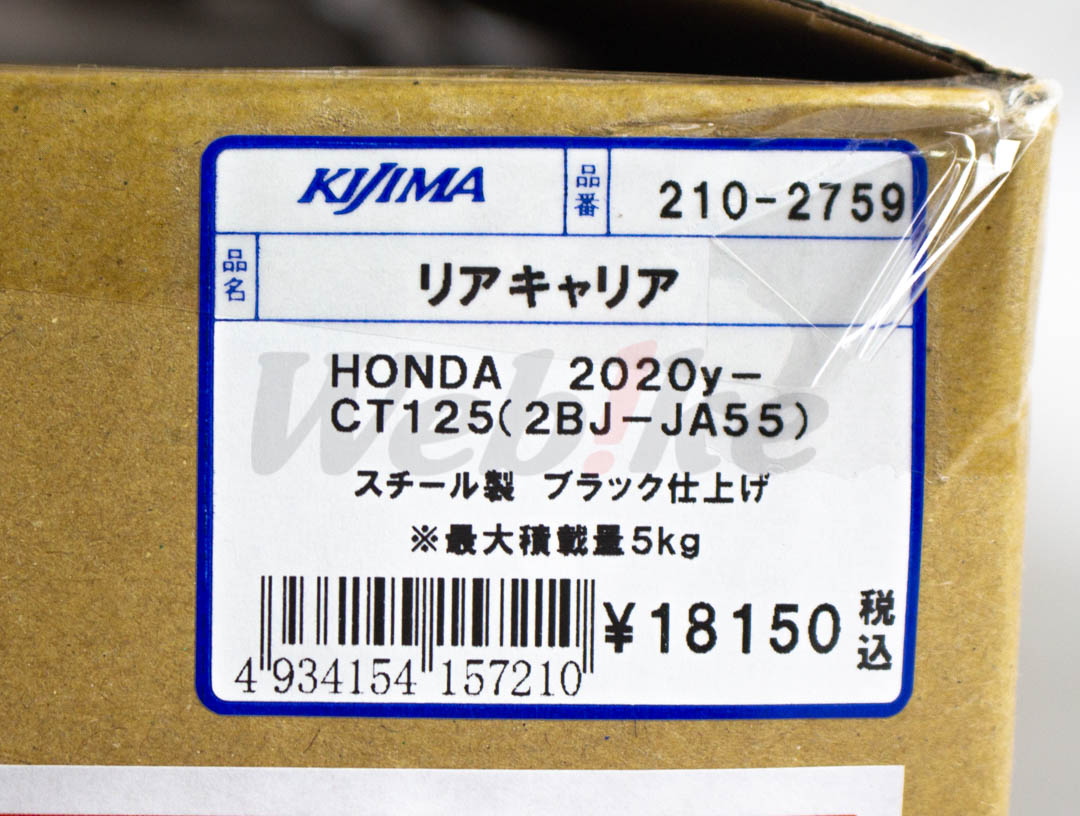 KIJIMA 品番 210-2759
品名 リアキャリア
HONDA 2020y-
CT125(2BJ-JA55)
スチール製 ブラック仕上げ
※最大積載量5kg
¥18150 税込
4 934154 157210
Webike